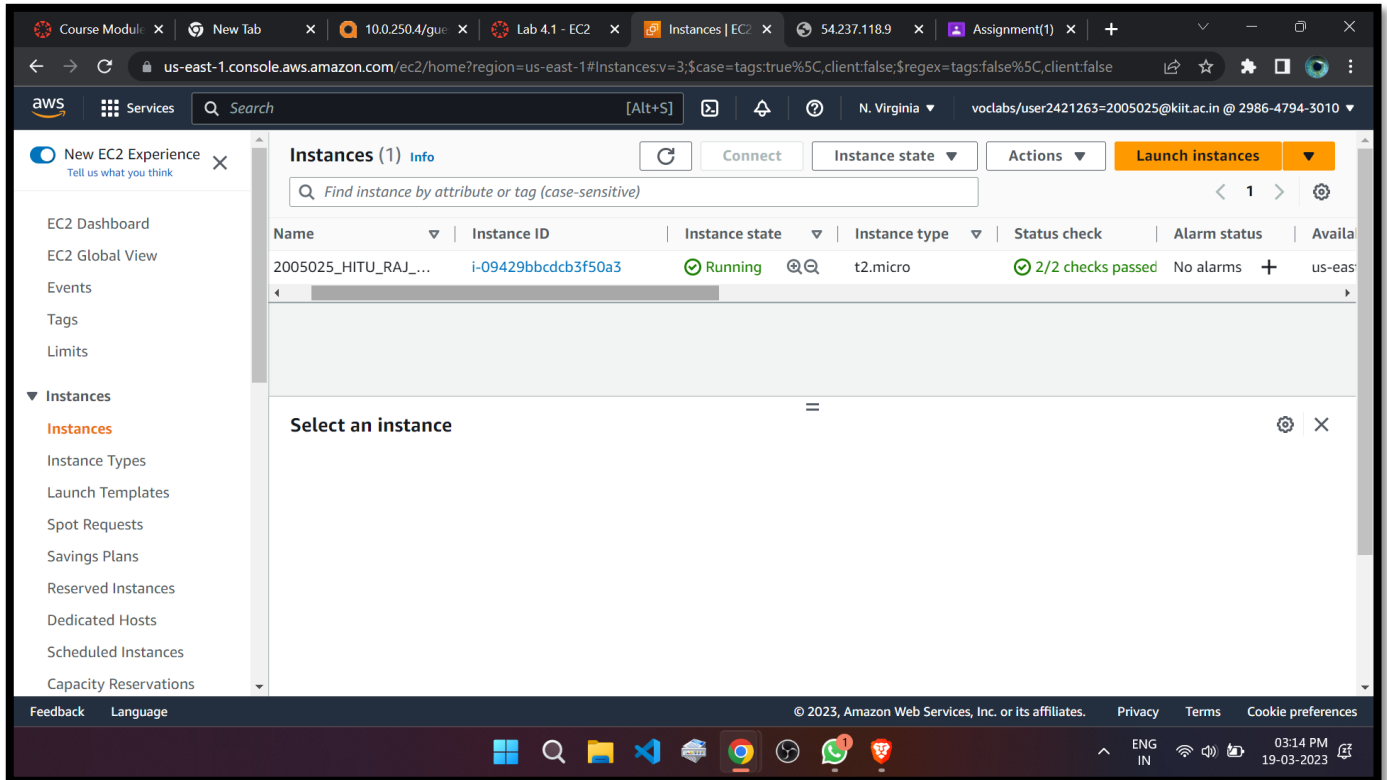 Course Module
New Tab
10.0.250.4/gue
Lab 4.1 - EC2
Instances | EC2
54.237.118.9
Assignment(1)
us-east-1.console.aws.amazon.com/ec2/home?region=us-east-1#Instances:v=3;$case=tags:true%5C,client:false;$regex=tags:false%5C,client:false
aws
Services
Search
[Alt+S]
N. Virginia
voclabs/user2421263=2005025@kiit.ac.in @ 2986-4794-3010
New EC2 Experience
Tell us what you think
EC2 Dashboard
EC2 Global View
Events
Tags
Limits
Instances
Instances
Instance Types
Launch Templates
Spot Requests
Savings Plans
Reserved Instances
Dedicated Hosts
Scheduled Instances
Capacity Reservations
Instances (1) Info
Connect
Instance state
Actions
Launch instances
Find instance by attribute or tag (case-sensitive)
1
Name Instance ID Instance state Instance type Status check Alarm status Availa
2005025_HITU_RAJ_... i-09429bbcdcb3f50a3 Running t2.micro 2/2 checks passed No alarms us-eas
Select an instance
Feedback Language © 2023, Amazon Web Services, Inc. or its affiliates. Privacy Terms Cookie preferences
1
ENG
IN
03:14 PM
19-03-2023